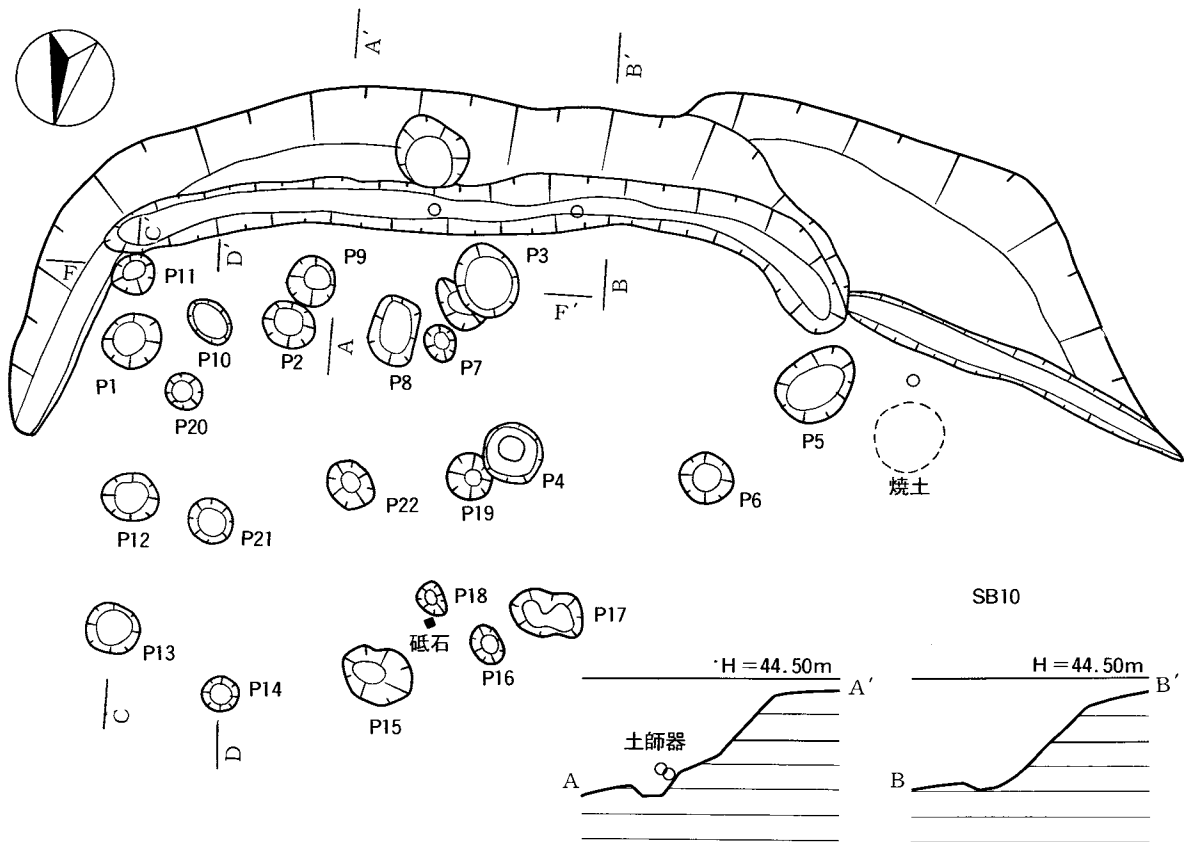 A′
B′
C′
D′
F
P11
P9
P3
B
F′
P10
P2
A
P8
P7
P1
P20
P5
焼土
P12
P21
P22
P19
P4
P6
P18
砥石
P17
P16
P13
P14
P15
C
D
SB10
H=44.50m
A′
土師器
A
H=44.50m
B′
B